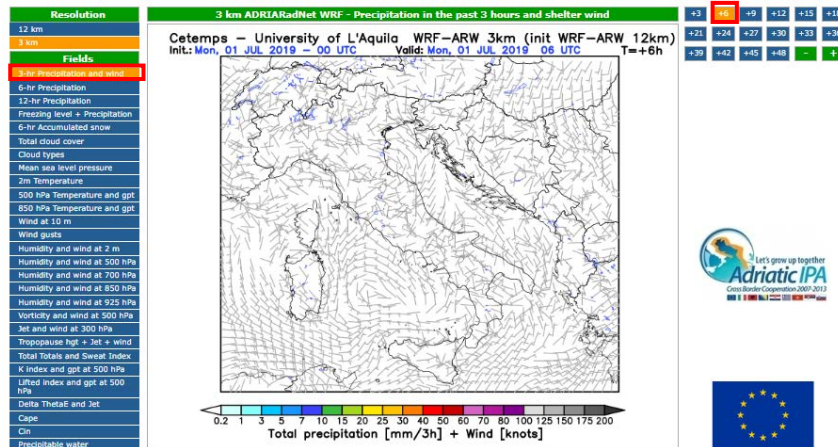 Resolution
12 km
3 km
Fields
3-hr Precipitation and wind
6-hr Precipitation
12-hr Precipitation
Freezing level + Precipitation
6-hr Accumulated snow
Total cloud cover
Cloud types
Mean sea level pressure
2m Temperature
500 hPa Temperature and gpt
850 hPa Temperature and gpt
Wind at 10 m
Wind gusts
Humidity and wind at 2 m
Humidity and wind at 500 hPa
Humidity and wind at 700 hPa
Humidity and wind at 850 hPa
Humidity and wind at 925 hPa
Vorticity and wind at 500 hPa
Jet and wind at 300 hPa
Tropopause hgt + Jet + wind
Total Totals and Sweat Index
K index and gpt at 500 hPa
Lifted index and gpt at 500
hPa
Delta ThetaE and Jet
Cape
Cin
Precipitable water
3 km ADRIARadNet WRF - Precipitation in the past 3 hours and shelter wind
Cetemps - University of L'Aquila WRF-ARW 3km (init WRF-ARW 12km)
Init.: Mon, 01 JUL 2019 - 00 UTC Valid: Mon, 01 JUL 2019 06 UTC T=+6h
0.2 1 3 5 7 10 15 20 25 30 40 50 60 70 80 100 125 150 175 200
Total precipitation [mm/3h] + Wind [knots]
+3 +6 +9 +12 +15 +18
+21 +24 +27 +30 +33 +36
+39 +42 +45 +48 - +
Let's grow up together
Adriatic IPA
Cross Border Cooperation 2007-2013